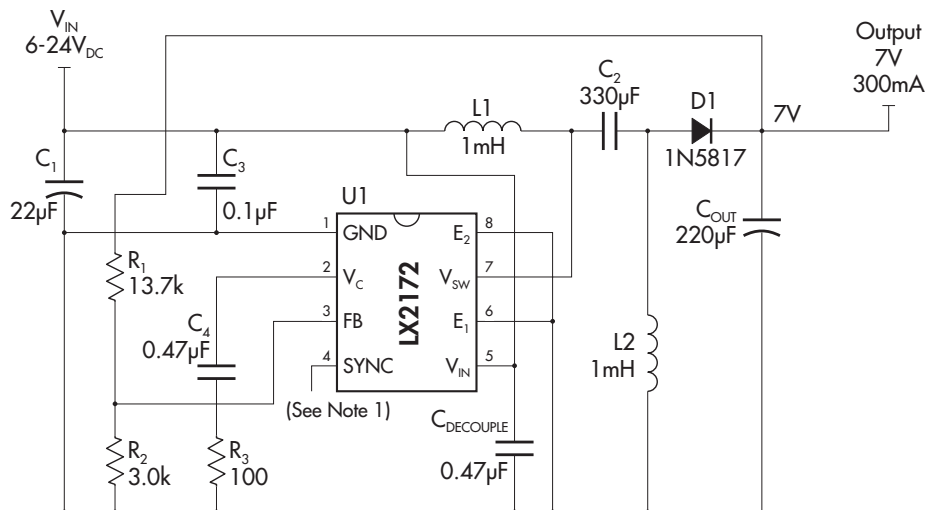 V_IN
6-24V_DC
Output
7V
300mA
C_2
330µF
D1
1N5817
7V
L1
1mH
C_1
22µF
C_3
0.1µF
U1
C_OUT
220µF
1 GND
E_2 8
R_1
13.7k
2 V_C
V_SW 7
LX2172
3 FB
E_1 6
C_4
0.47µF
4 SYNC
V_IN 5
L2
1mH
(See Note 1)
C_DECOUPLE
0.47µF
R_2
3.0k
R_3
100